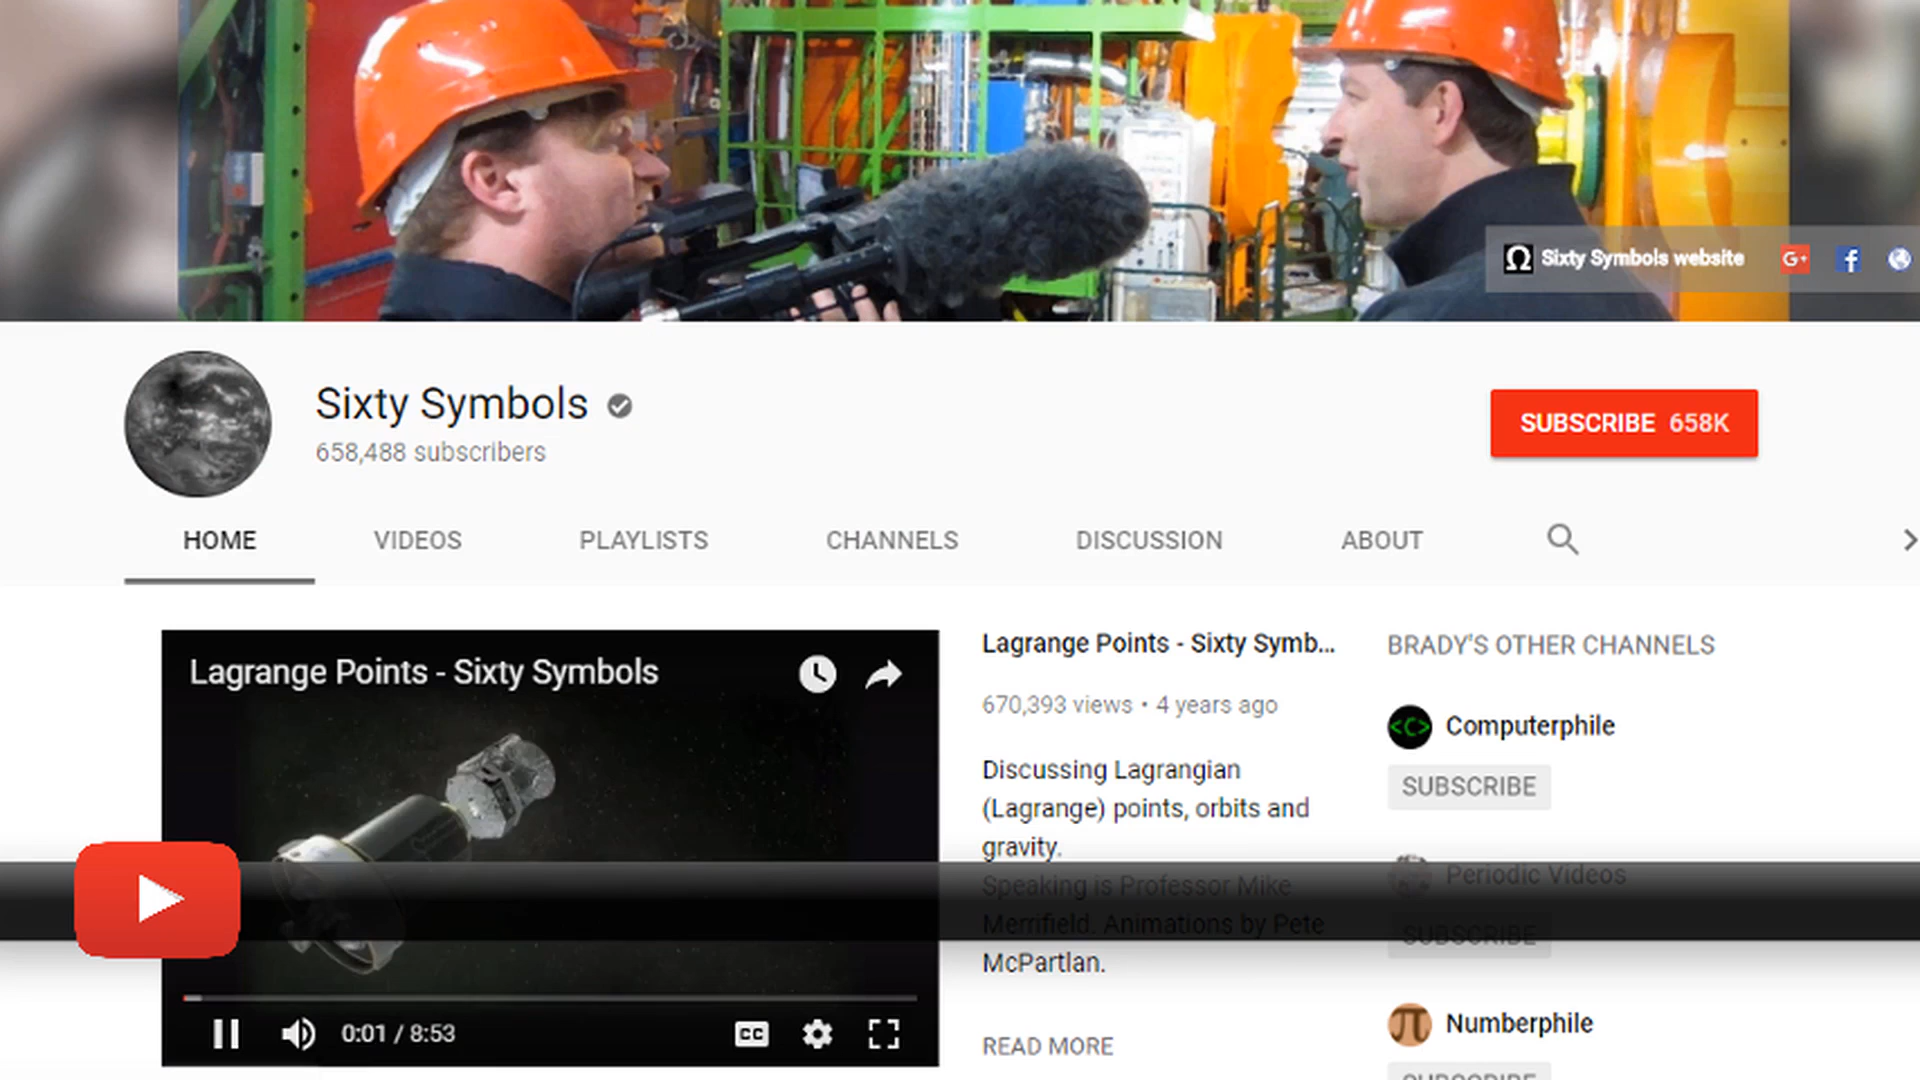 Sixty Symbols website
G+
Sixty Symbols
658,488 subscribers
SUBSCRIBE 658K
HOME
VIDEOS
PLAYLISTS
CHANNELS
DISCUSSION
ABOUT
Lagrange Points - Sixty Symbols
0:01 / 8:53
CC
Lagrange Points - Sixty Symb...
670,393 views • 4 years ago
Discussing Lagrangian
(Lagrange) points, orbits and
gravity.
Speaking is Professor Mike
Merrifield. Animations by Pete
McPartlan.
READ MORE
BRADY'S OTHER CHANNELS
<C>
Computerphile
SUBSCRIBE
Periodic Videos
SUBSCRIBE
Numberphile
SUBSCRIBE